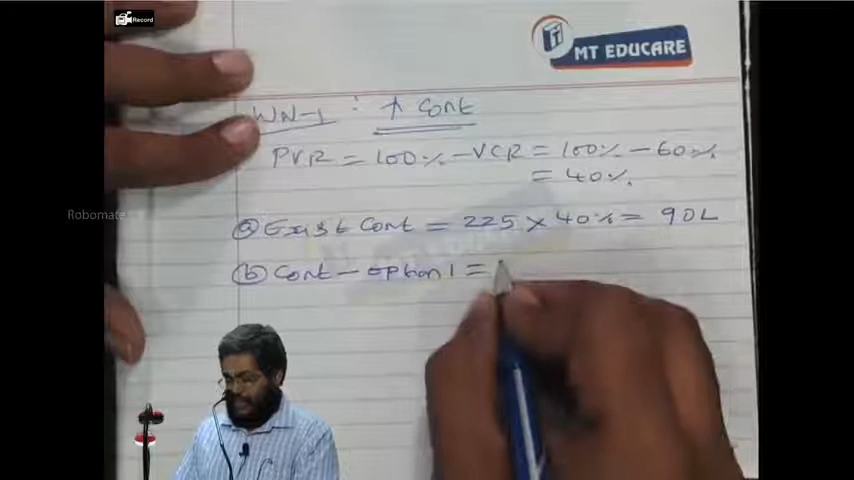 Record
MT EDUCARE
WN-1 : ↑ Cont
PVR = 100% - VCR = 100% - 60%
= 40%.
Robomate
(a) Exist Cont = 225 × 40% = 90L
(b) Cont - option 1 =